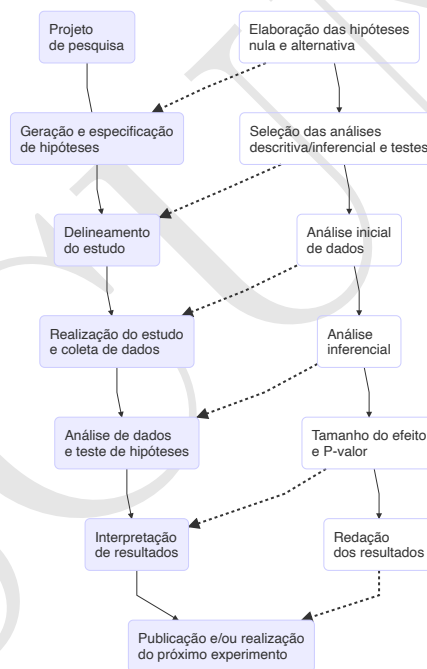 Projeto
de pesquisa
Elaboração das hipóteses
nula e alternativa
Geração e especificação
de hipóteses
Seleção das análises
descritiva/inferencial e testes
Delineamento
do estudo
Análise inicial
de dados
Realização do estudo
e coleta de dados
Análise
inferencial
Análise de dados
e teste de hipóteses
Tamanho do efeito
e P-valor
Interpretação
de resultados
Redação
dos resultados
Publicação e/ou realização
do próximo experimento